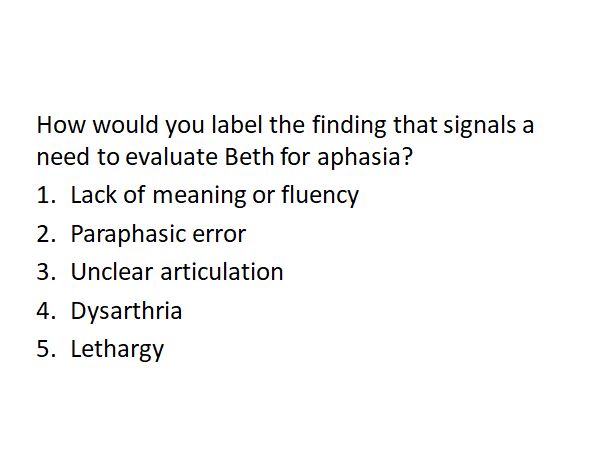 How would you label the finding that signals a
need to evaluate Beth for aphasia?
1. Lack of meaning or fluency
2. Paraphasic error
3. Unclear articulation
4. Dysarthria
5. Lethargy